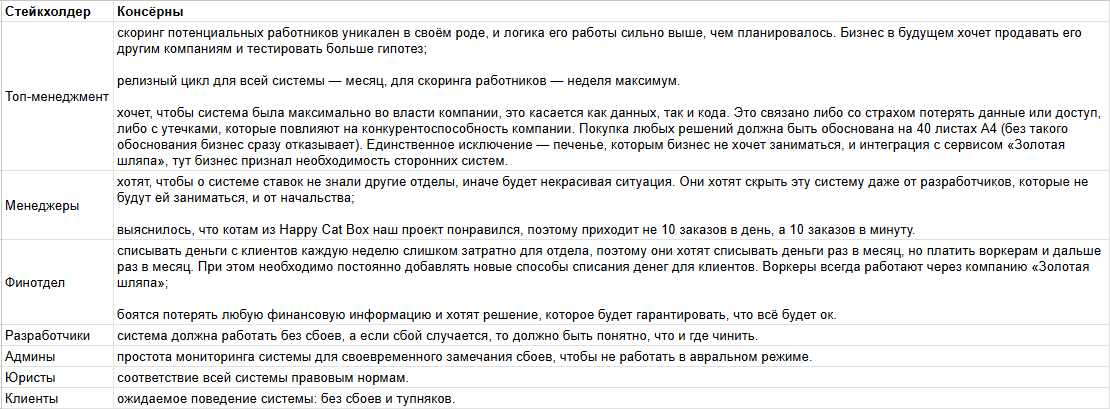 Стейкхолдер Консёрны
скоринг потенциальных работников уникален в своём роде, и логика его работы сильно выше, чем планировалось. Бизнес в будущем хочет продавать его
другим компаниям и тестировать больше гипотез;
релизный цикл для всей системы — месяц, для скоринга работников — неделя максимум.
Топ-менеджмент
хочет, чтобы система была максимально во власти компании, это касается как данных, так и кода. Это связано либо со страхом потерять данные или доступ,
либо с утечками, которые повлияют на конкурентоспособность компании. Покупка любых решений должна быть обоснована на 40 листах А4 (без такого
обоснования бизнес сразу отказывает). Единственное исключение — печенье, которым бизнес не хочет заниматься, и интеграция с сервисом «Золотая
шляпа», тут бизнес признал необходимость сторонних систем.
хотят, чтобы о системе ставок не знали другие отделы, иначе будет некрасивая ситуация. Они хотят скрыть эту систему даже от разработчиков, которые не
будут ей заниматься, и от начальства;
Менеджеры
выяснилось, что котам из Happy Cat Box наш проект понравился, поэтому приходит не 10 заказов в день, а 10 заказов в минуту.
списывать деньги с клиентов каждую неделю слишком затратно для отдела, поэтому они хотят списывать деньги раз в месяц, но платить воркерам и дальше
раз в месяц. При этом необходимо постоянно добавлять новые способы списания денег для клиентов. Воркеры всегда работают через компанию «Золотая
шляпа»;
Финотдел
боятся потерять любую финансовую информацию и хотят решение, которое будет гарантировать, что всё будет ок.
Разработчики система должна работать без сбоев, а если сбой случается, то должно быть понятно, что и где чинить.
Админы простота мониторинга системы для своевременного замечания сбоев, чтобы не работать в авральном режиме.
Юристы соответствие всей системы правовым нормам.
Клиенты ожидаемое поведение системы: без сбоев и тупняков.